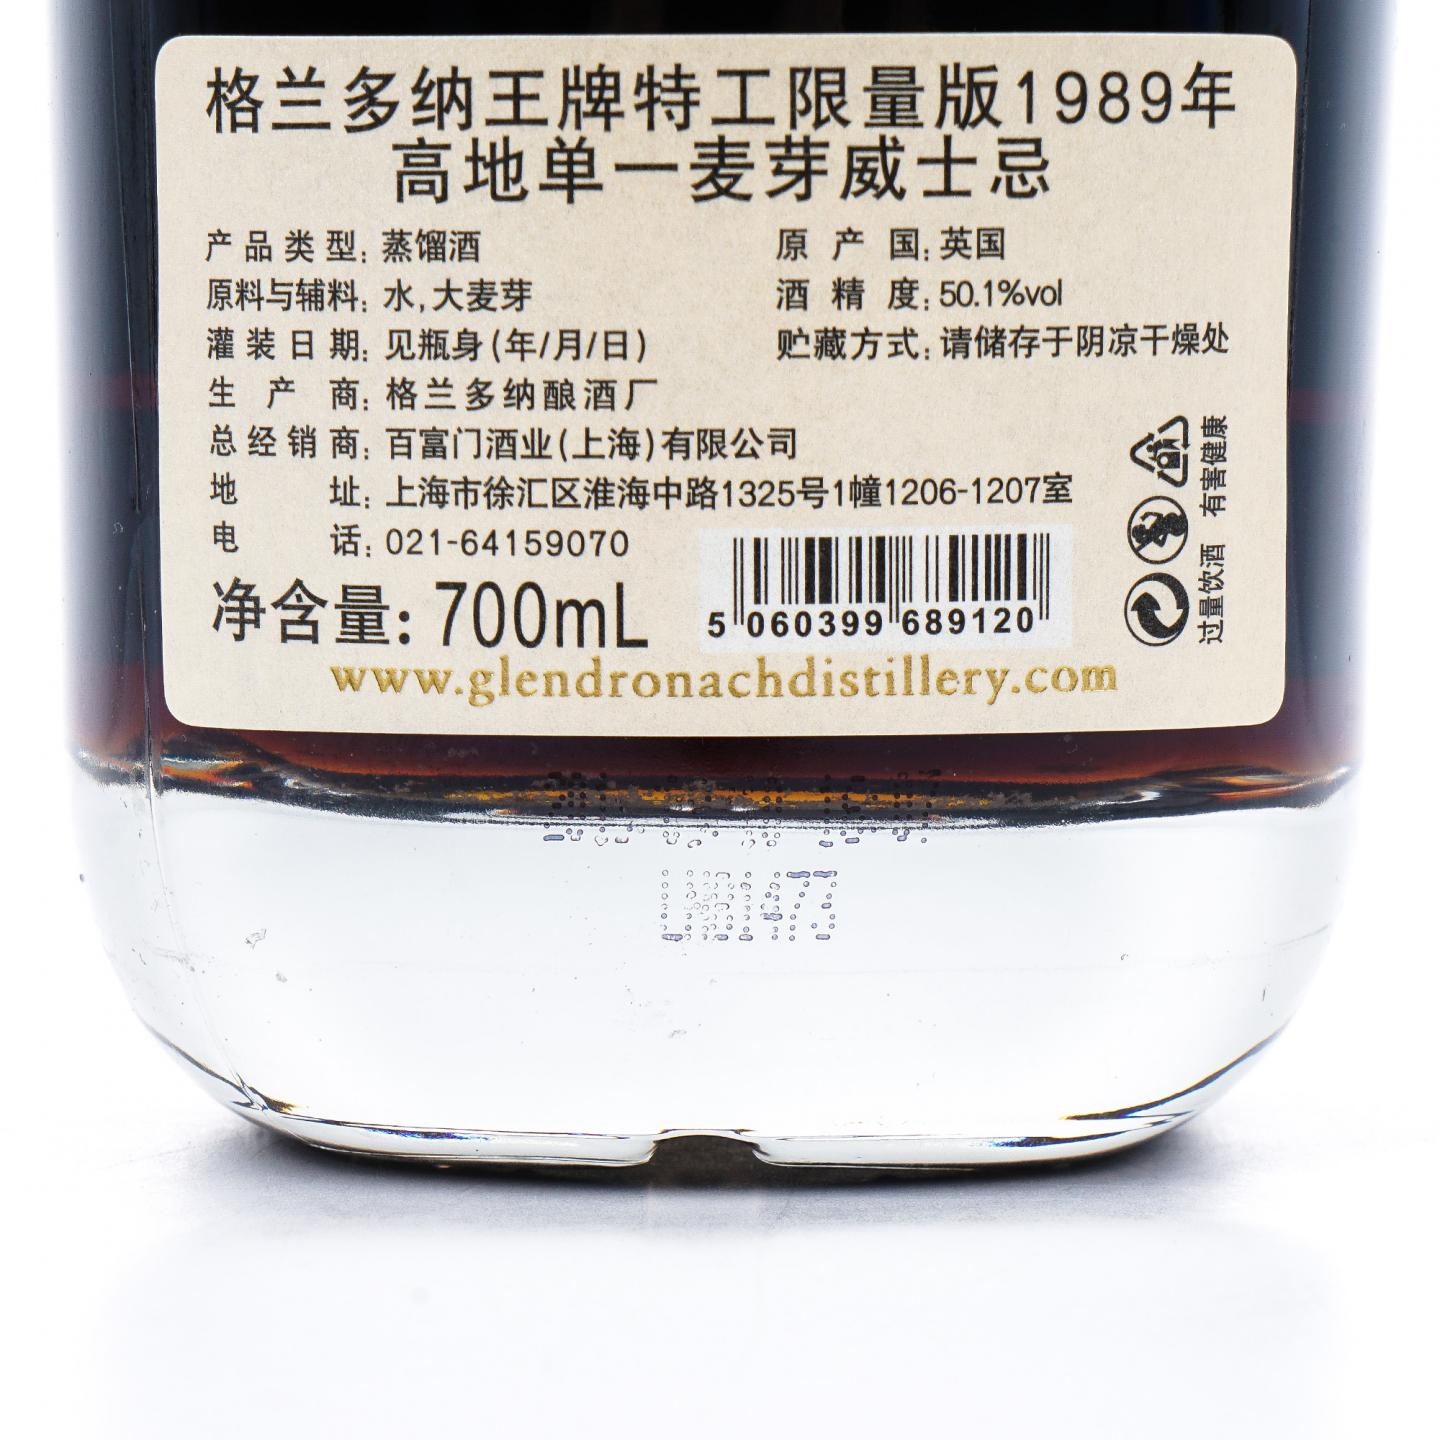 格兰多纳王牌特工限量版1989年
高地单一麦芽威士忌
产品类型：蒸馏酒
原产国：英国
原料与辅料：水，大麦芽
酒精度：50.1%vol
灌装日期：见瓶身(年/月/日)
贮藏方式：请储存于阴凉干燥处
生产商：格兰多纳酿酒厂
总经销商：百富门酒业(上海)有限公司
地址：上海市徐汇区淮海中路1325号1幢1206-1207室
电话：021-64159070
净含量：700mL
5 060399 689120
www.glendronachdistillery.com
过量饮酒 有害健康